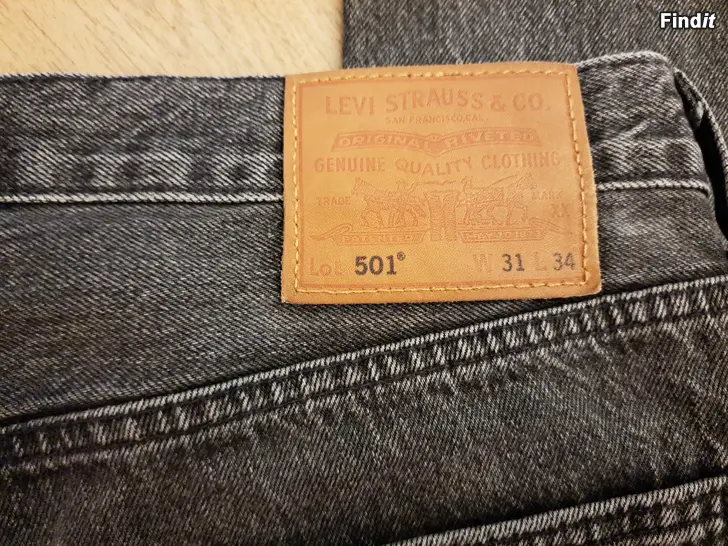 Findit
LEVI STRAUSS & CO.
SAN FRANCISCO, CAL.
ORIGINAL RIVETED
GENUINE QUALITY CLOTHING
TRADE MARK
XX
Lot 501® W 31 L 34